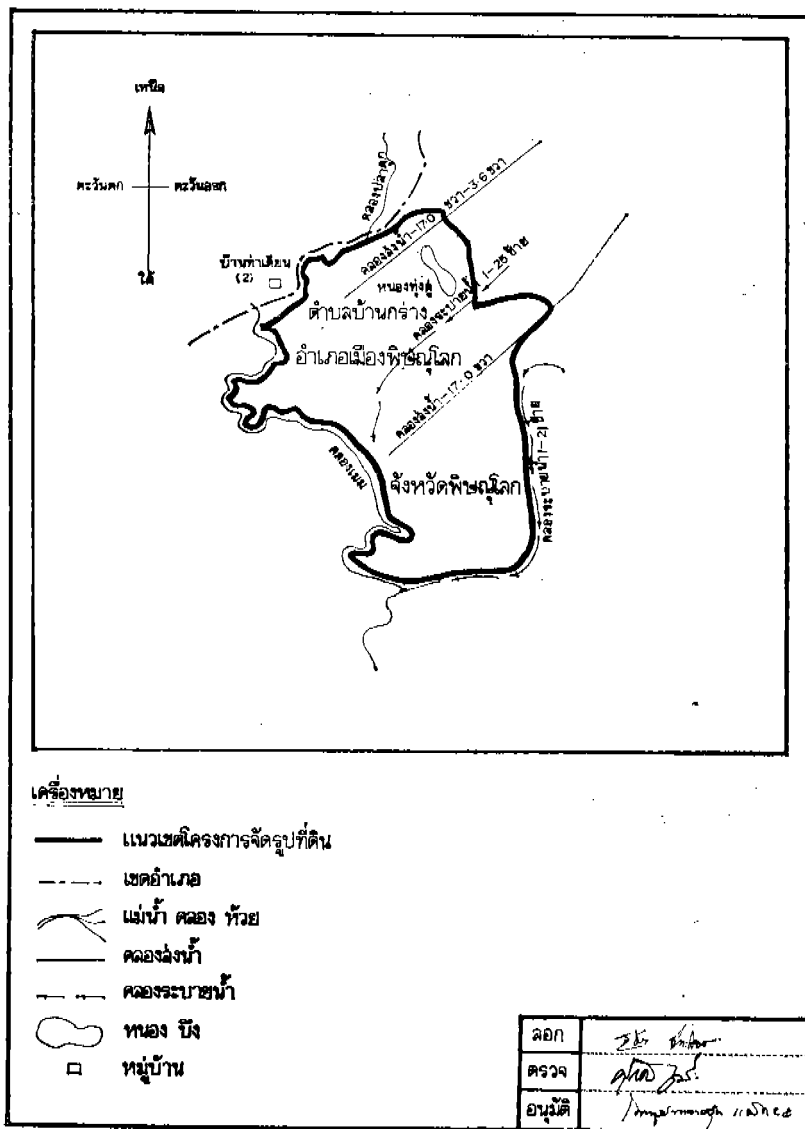 เหนือ
ตะวันตก
ตะวันออก
ใต้
คลองปลาดุก
คลองส่งน้ำ-17.0 ขวา-3.6 ขวา
บ้านท่าเตียน
(2)
หนองทุ่งคู่
คลองระบายน้ำ 1-25 ซ้าย
ตำบลบ้านกร่าง
อำเภอเมืองพิษณุโลก
คลองส่งน้ำ-17.0 ขวา
คลองเมม
จังหวัดพิษณุโลก
คลองระบายน้ำ 1-21 ซ้าย
เครื่องหมาย
แนวเขตโครงการจัดรูปที่ดิน
เขตอำเภอ
แม่น้ำ คลอง ห้วย
คลองส่งน้ำ
คลองระบายน้ำ
หนอง บึง
หมู่บ้าน
ลอก
ตรวจ
อนุมัติ